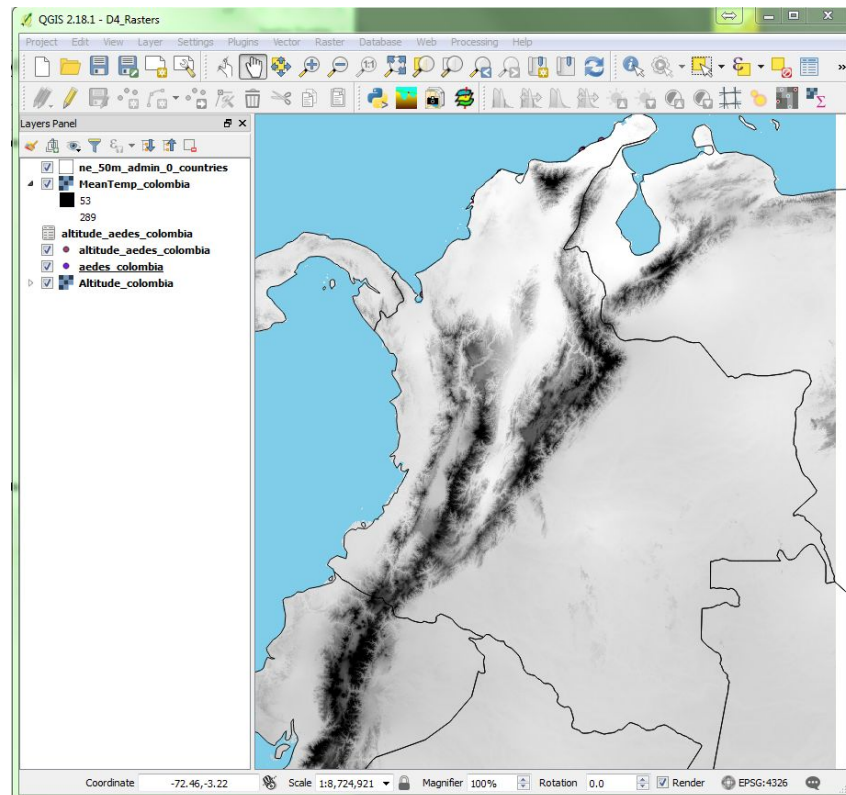 QGIS 2.18.1 - D4_Rasters
Project Edit View Layer Settings Plugins Vector Raster Database Web Processing Help
Layers Panel
ne_50m_admin_0_countries
MeanTemp_colombia
53
289
altitude_aedes_colombia
altitude_aedes_colombia
aedes_colombia
Altitude_colombia
Coordinate -72.46,-3.22 Scale 1:8,724,921 Magnifier 100% Rotation 0.0 Render EPSG:4326